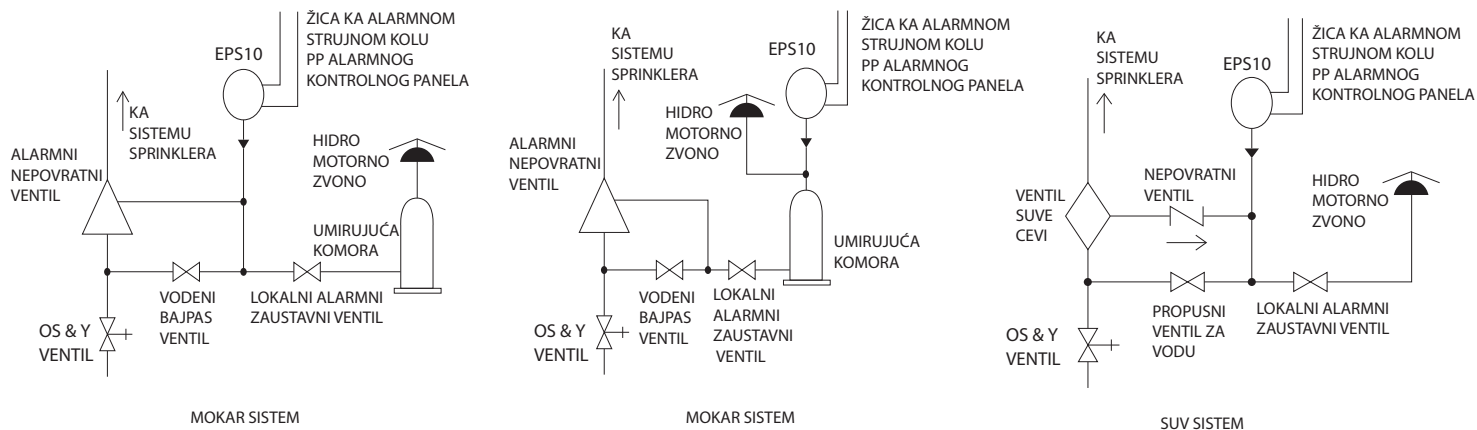 ŽICA KA ALARMNOM
STRUJNOM KOLU
PP ALARMNOG
KONTROLNOG PANELA
EPS10
KA
SISTEMU
SPRINKLERA
ALARMNI
NEPOVRATNI
VENTIL
HIDRO
MOTORNO
ZVONO
UMIRUJUĆA
KOMORA
VODENI
BAJPAS
VENTIL
LOKALNI ALARMNI
ZAUSTAVNI VENTIL
OS & Y
VENTIL
MOKAR SISTEM
KA
SISTEMU
SPRINKLERA
EPS10
ŽICA KA ALARMNOM
STRUJNOM KOLU
PP ALARMNOG
KONTROLNOG PANELA
HIDRO
MOTORNO
ZVONO
ALARMNI
NEPOVRATNI
VENTIL
UMIRUJUĆA
KOMORA
VODENI
BAJPAS
VENTIL
LOKALNI
ALARMNI
ZAUSTAVNI
VENTIL
OS & Y
VENTIL
MOKAR SISTEM
KA
SISTEMU
SPRINKLERA
EPS10
ŽICA KA ALARMNOM
STRUJNOM KOLU
PP ALARMNOG
KONTROLNOG PANELA
VENTIL
SUVE
CEVI
NEPOVRATNI
VENTIL
HIDRO
MOTORNO
ZVONO
PROPUSNI
VENTIL ZA
VODU
LOKALNI ALARMNI
ZAUSTAVNI VENTIL
OS & Y
VENTIL
SUV SISTEM